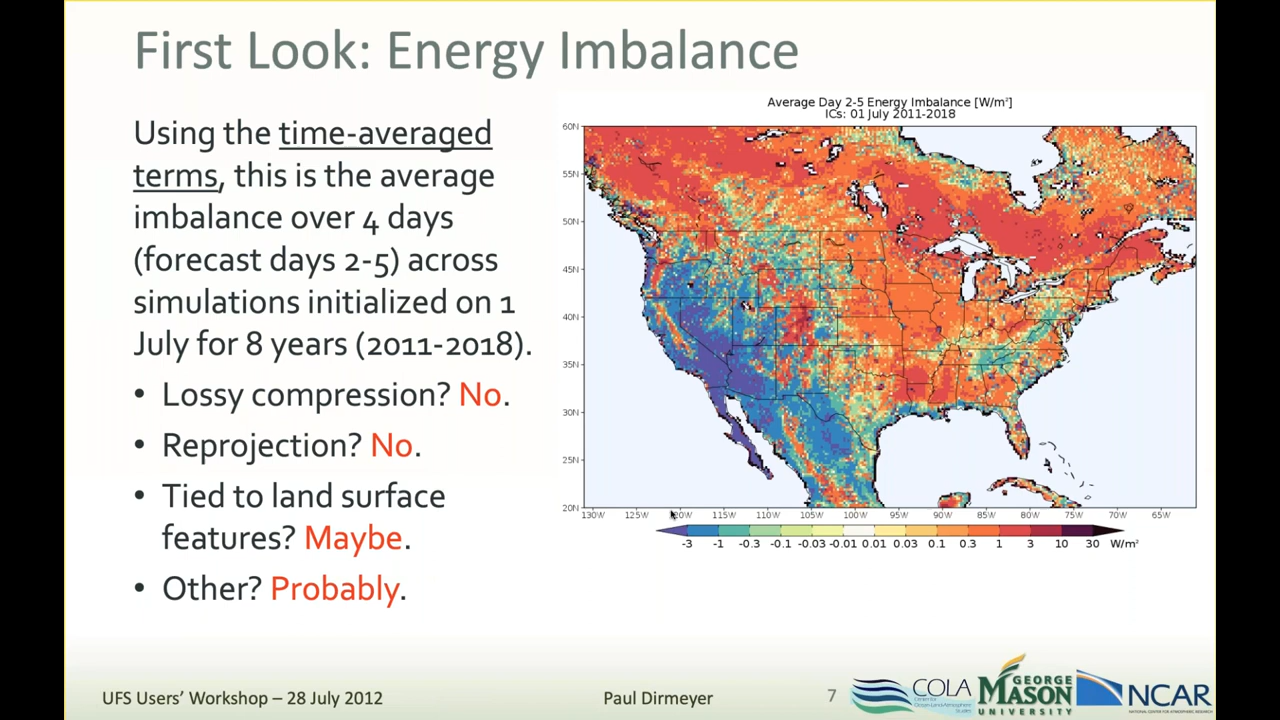 First Look: Energy Imbalance
Using the time-averaged
terms, this is the average
imbalance over 4 days
(forecast days 2-5) across
simulations initialized on 1
July for 8 years (2011-2018).
• Lossy compression? No.
• Reprojection? No.
• Tied to land surface
features? Maybe.
• Other? Probably.
Average Day 2-5 Energy Imbalance [W/m²]
ICs: 01 July 2011-2018
60N
55N
50N
45N
40N
35N
30N
25N
20N
130W 125W 120W 115W 110W 105W 100W 95W 90W 85W 80W 75W 70W 65W
-3 -1 -0.3 -0.1 -0.03 -0.01 0.01 0.03 0.1 0.3 1 3 10 30 W/m²
UFS Users’ Workshop – 28 July 2012
Paul Dirmeyer
7
COLA
GEORGE
MASON
UNIVERSITY
NCAR